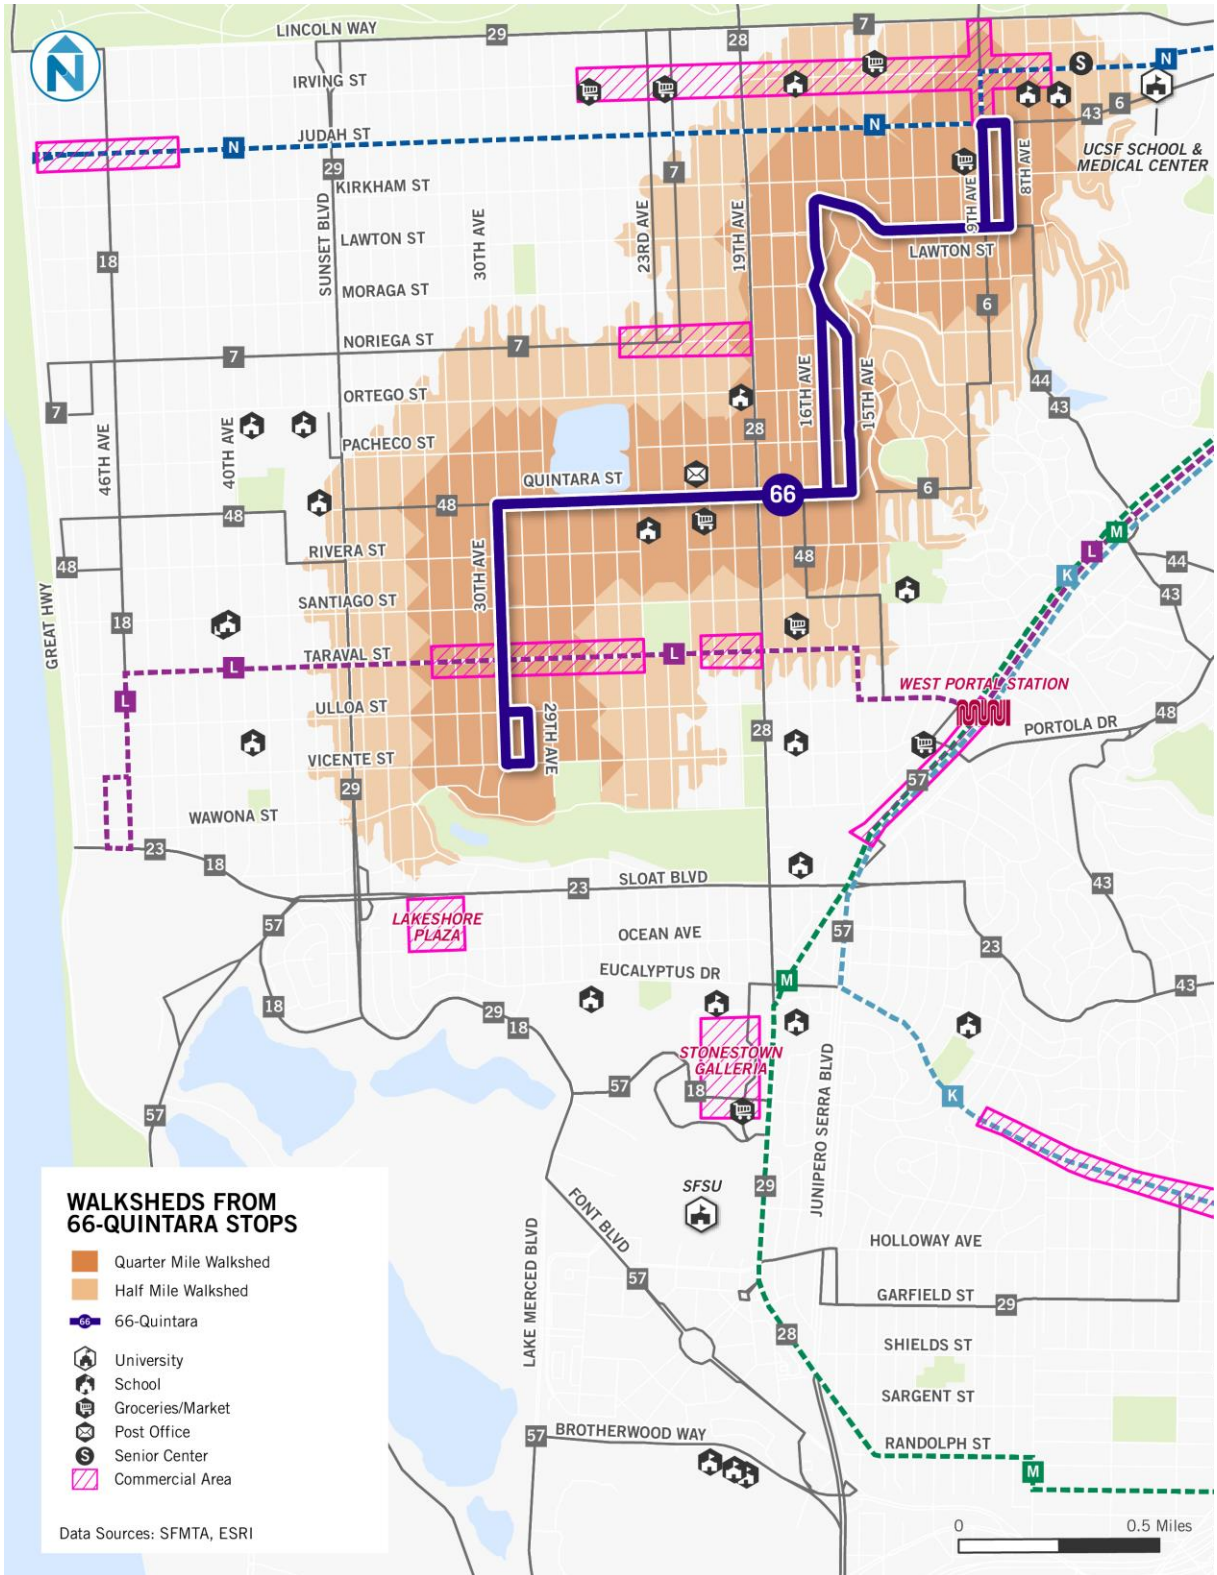 LINCOLN WAY
29
28
7
N
IRVING ST
S
N
43
6
JUDAH ST
N
N
UCSF SCHOOL &
MEDICAL CENTER
29
7
KIRKHAM ST
SUNSET BLVD
30TH AVE
23RD AVE
19TH AVE
9TH AVE
8TH AVE
LAWTON ST
LAWTON ST
18
MORAGA ST
6
NORIEGA ST
7
7
7
ORTEGO ST
16TH AVE
15TH AVE
44
43
46TH AVE
40TH AVE
PACHECO ST
28
QUINTARA ST
66
6
48
48
48
RIVERA ST
30TH AVE
48
M
L
K
44
43
GREAT HWY
18
SANTIAGO ST
TARAVAL ST
L
L
L
WEST PORTAL STATION
MUNI
ULLOA ST
29TH AVE
28
PORTOLA DR
48
VICENTE ST
29
57
WAWONA ST
23
18
23
SLOAT BLVD
43
57
LAKESHORE
PLAZA
OCEAN AVE
57
23
EUCALYPTUS DR
M
43
18
29
18
STONESTOWN
GALLERIA
57
18
K
57
JUNIPERO SERRA BLVD
SFSU
29
WALKSHEDS FROM
66-QUINTARA STOPS
Quarter Mile Walkshed
Half Mile Walkshed
66
66-Quintara
University
School
Groceries/Market
Post Office
S
Senior Center
Commercial Area
Data Sources: SFMTA, ESRI
LAKE MERCED BLVD
FONT BLVD
57
HOLLOWAY AVE
GARFIELD ST
29
28
SHIELDS ST
SARGENT ST
57
BROTHERWOOD WAY
RANDOLPH ST
M
0
0.5 Miles